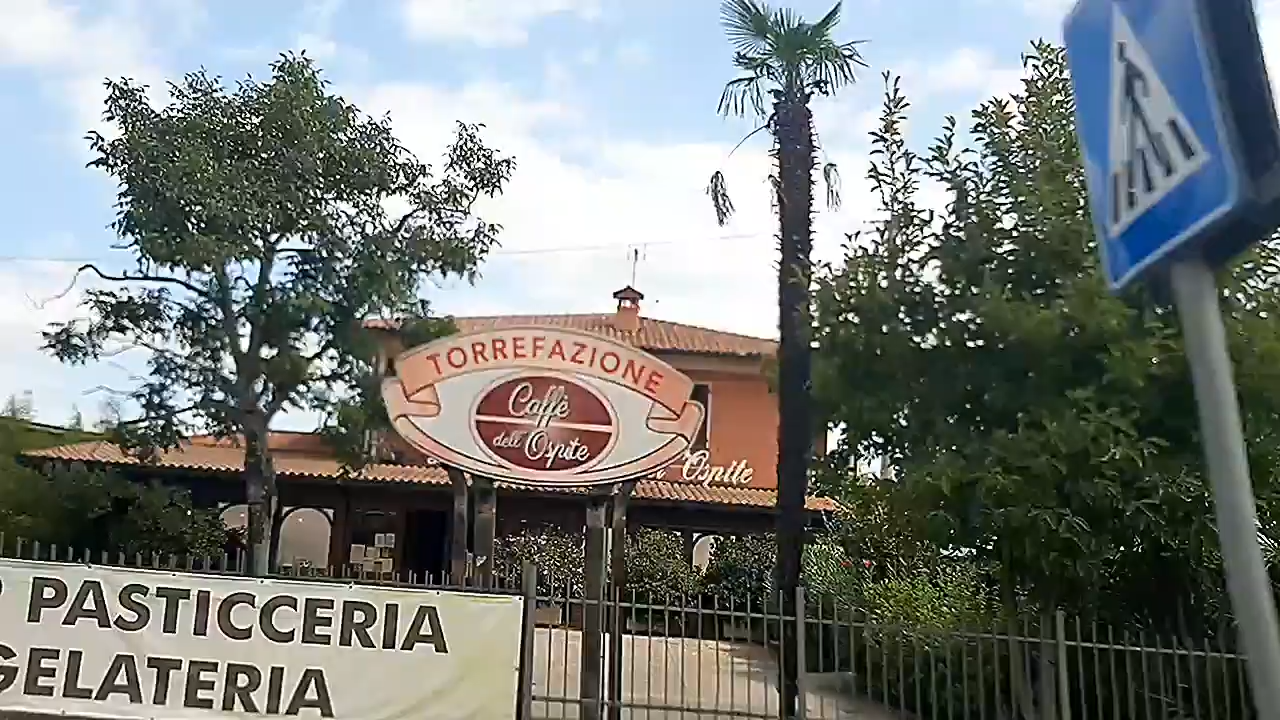 TORREFAZIONE
Caffè
dell'Ospite
Ospite
PASTICCERIA
GELATERIA